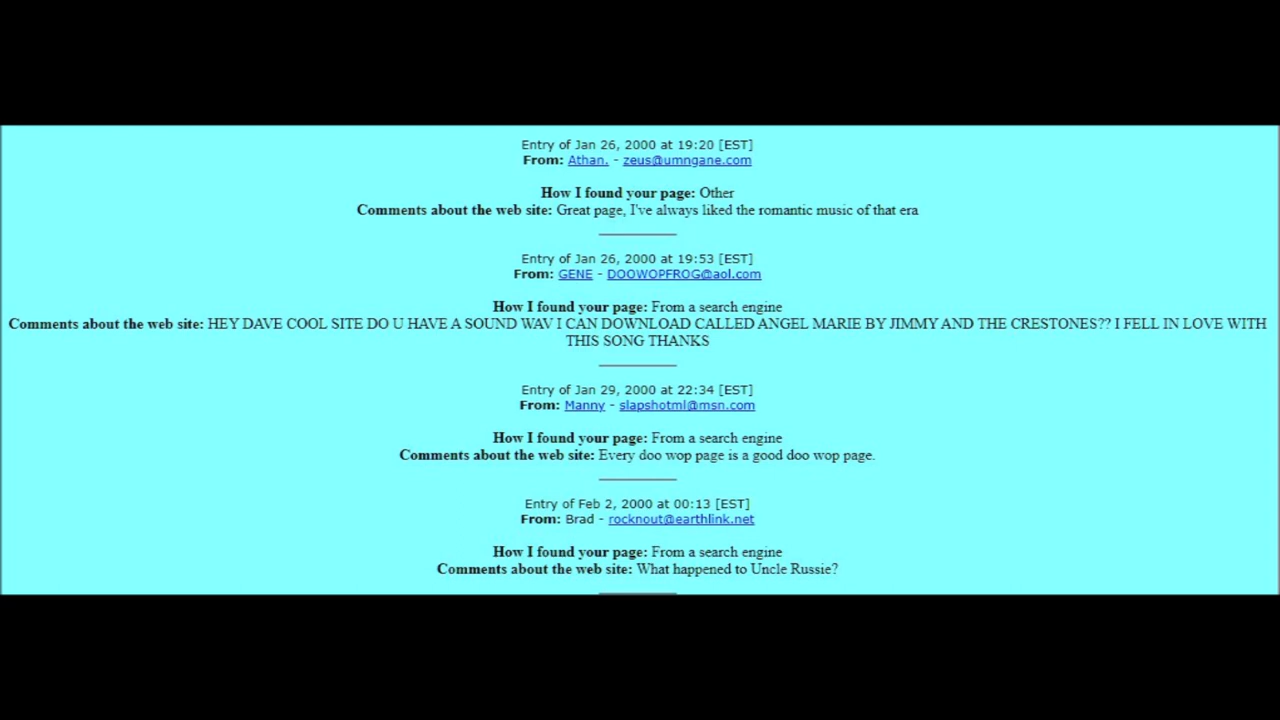 Entry of Jan 26, 2000 at 19:20 [EST]
From: Athan. - zeus@umngane.com
How I found your page: Other
Comments about the web site: Great page, I've always liked the romantic music of that era
Entry of Jan 26, 2000 at 19:53 [EST]
From: GENE - DOOWOPFROG@aol.com
How I found your page: From a search engine
Comments about the web site: HEY DAVE COOL SITE DO U HAVE A SOUND WAV I CAN DOWNLOAD CALLED ANGEL MARIE BY JIMMY AND THE CRESTONES?? I FELL IN LOVE WITH
THIS SONG THANKS
Entry of Jan 29, 2000 at 22:34 [EST]
From: Manny - slapshotml@msn.com
How I found your page: From a search engine
Comments about the web site: Every doo wop page is a good doo wop page.
Entry of Feb 2, 2000 at 00:13 [EST]
From: Brad - rocknout@earthlink.net
How I found your page: From a search engine
Comments about the web site: What happened to Uncle Russie?